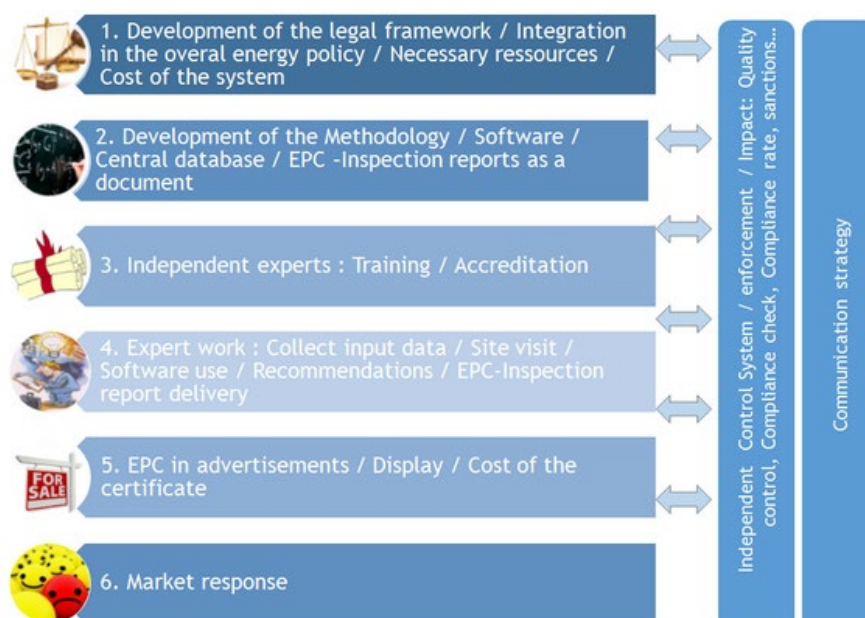 1. Development of the legal framework / Integration
in the overal energy policy / Necessary ressources /
Cost of the system
2. Development of the Methodology / Software /
Central database / EPC -Inspection reports as a
document
3. Independent experts : Training / Accreditation
4. Expert work : Collect input data / Site visit /
Software use / Recommendations / EPC-Inspection
report delivery
FOR
SALE
5. EPC in advertisements / Display / Cost of the
certificate
6. Market response
Independent Control System / enforcement / Impact: Quality
control, Compliance check, Compliance rate, sanctions…
Communication strategy